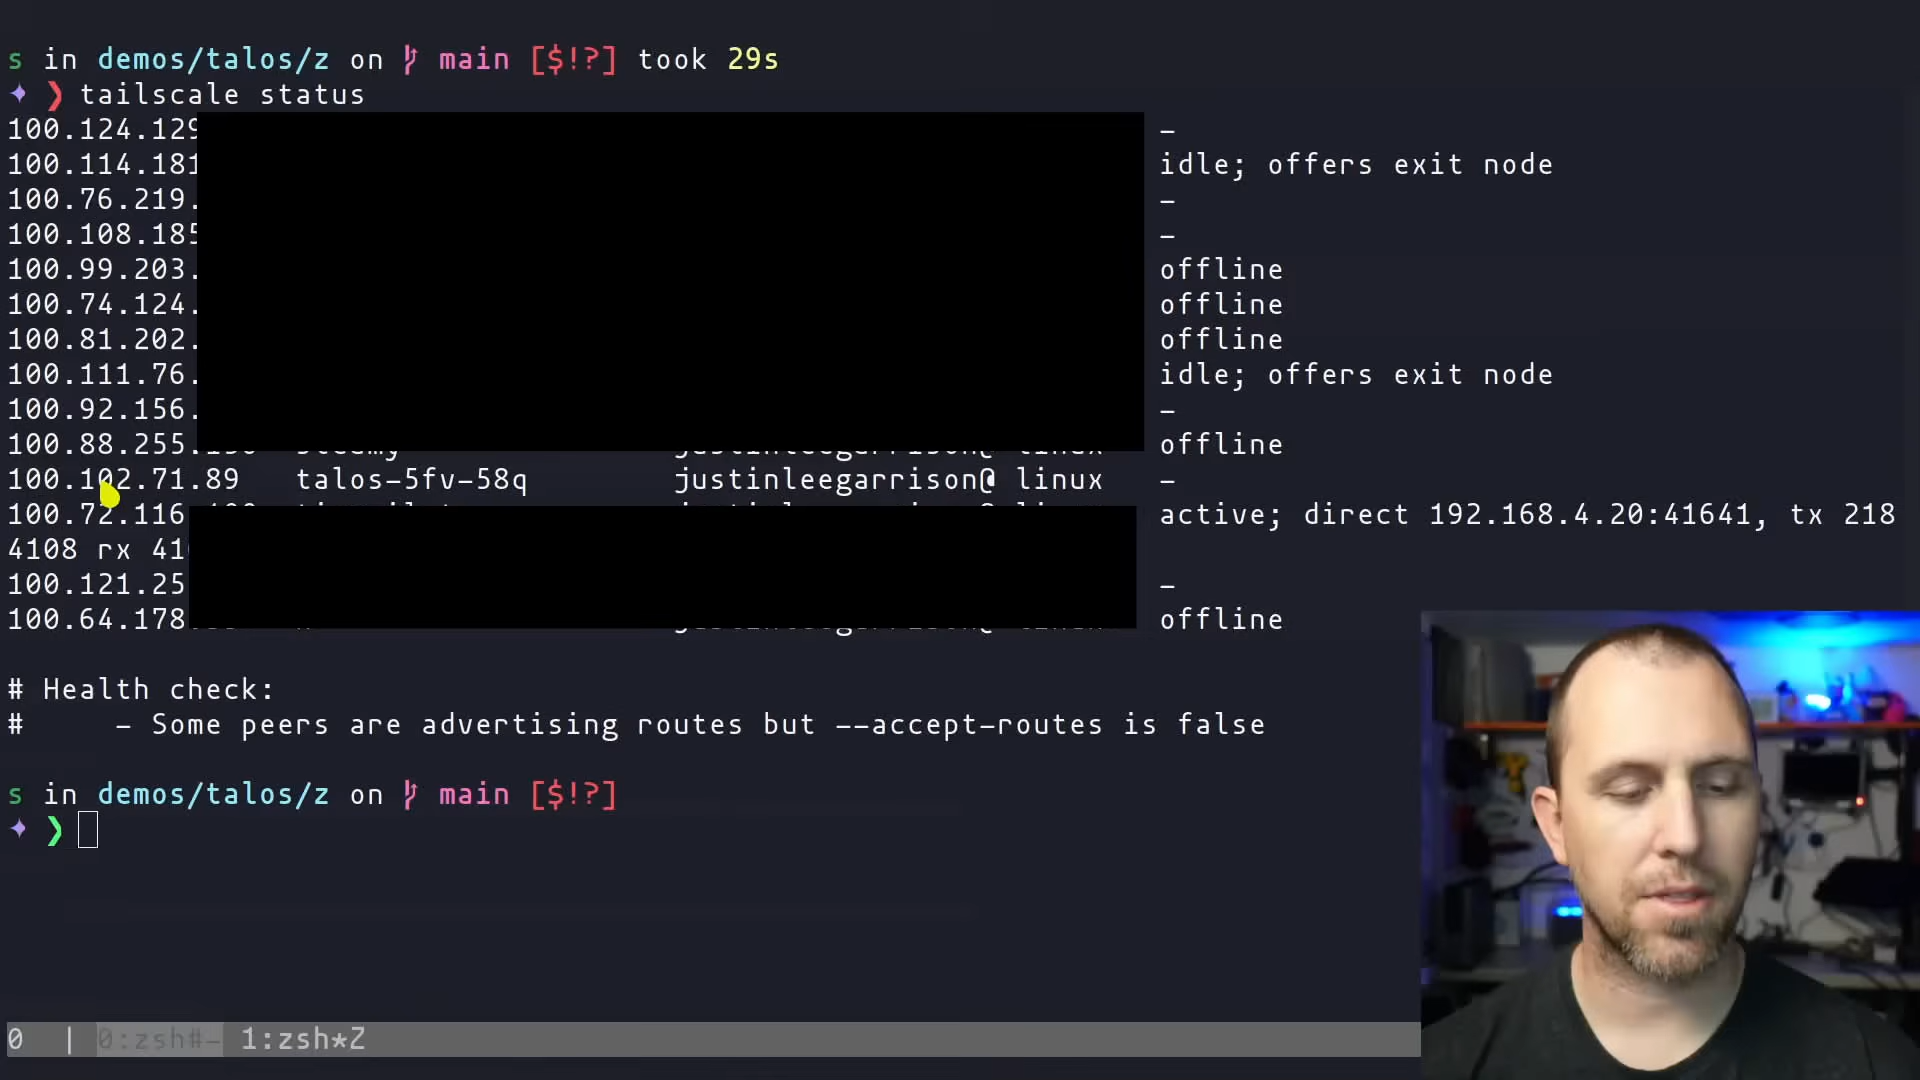 s in demos/talos/z on main [$!?] took 29s
❯ tailscale status
100.124.129 -
100.114.181 idle; offers exit node
100.76.219. -
100.108.185 -
100.99.203. offline
100.74.124. offline
100.81.202. offline
100.111.76. idle; offers exit node
100.92.156. -
100.88.255. offline
100.102.71.89 talos-5fv-58q justinleegarrison@ linux -
100.72.116 active; direct 192.168.4.20:41641, tx 218
4108 rx 41
100.121.25 -
100.64.178. offline
# Health check:
# - Some peers are advertising routes but --accept-routes is false
s in demos/talos/z on main [$!?]
❯
0 | 0:zsh#- 1:zsh*Z